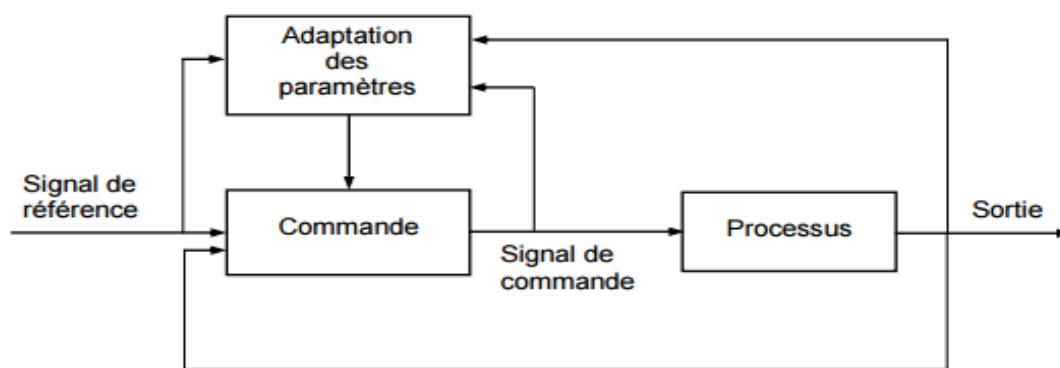 Adaptation
des
paramètres
Signal de
référence
Commande
Signal de
commande
Processus
Sortie